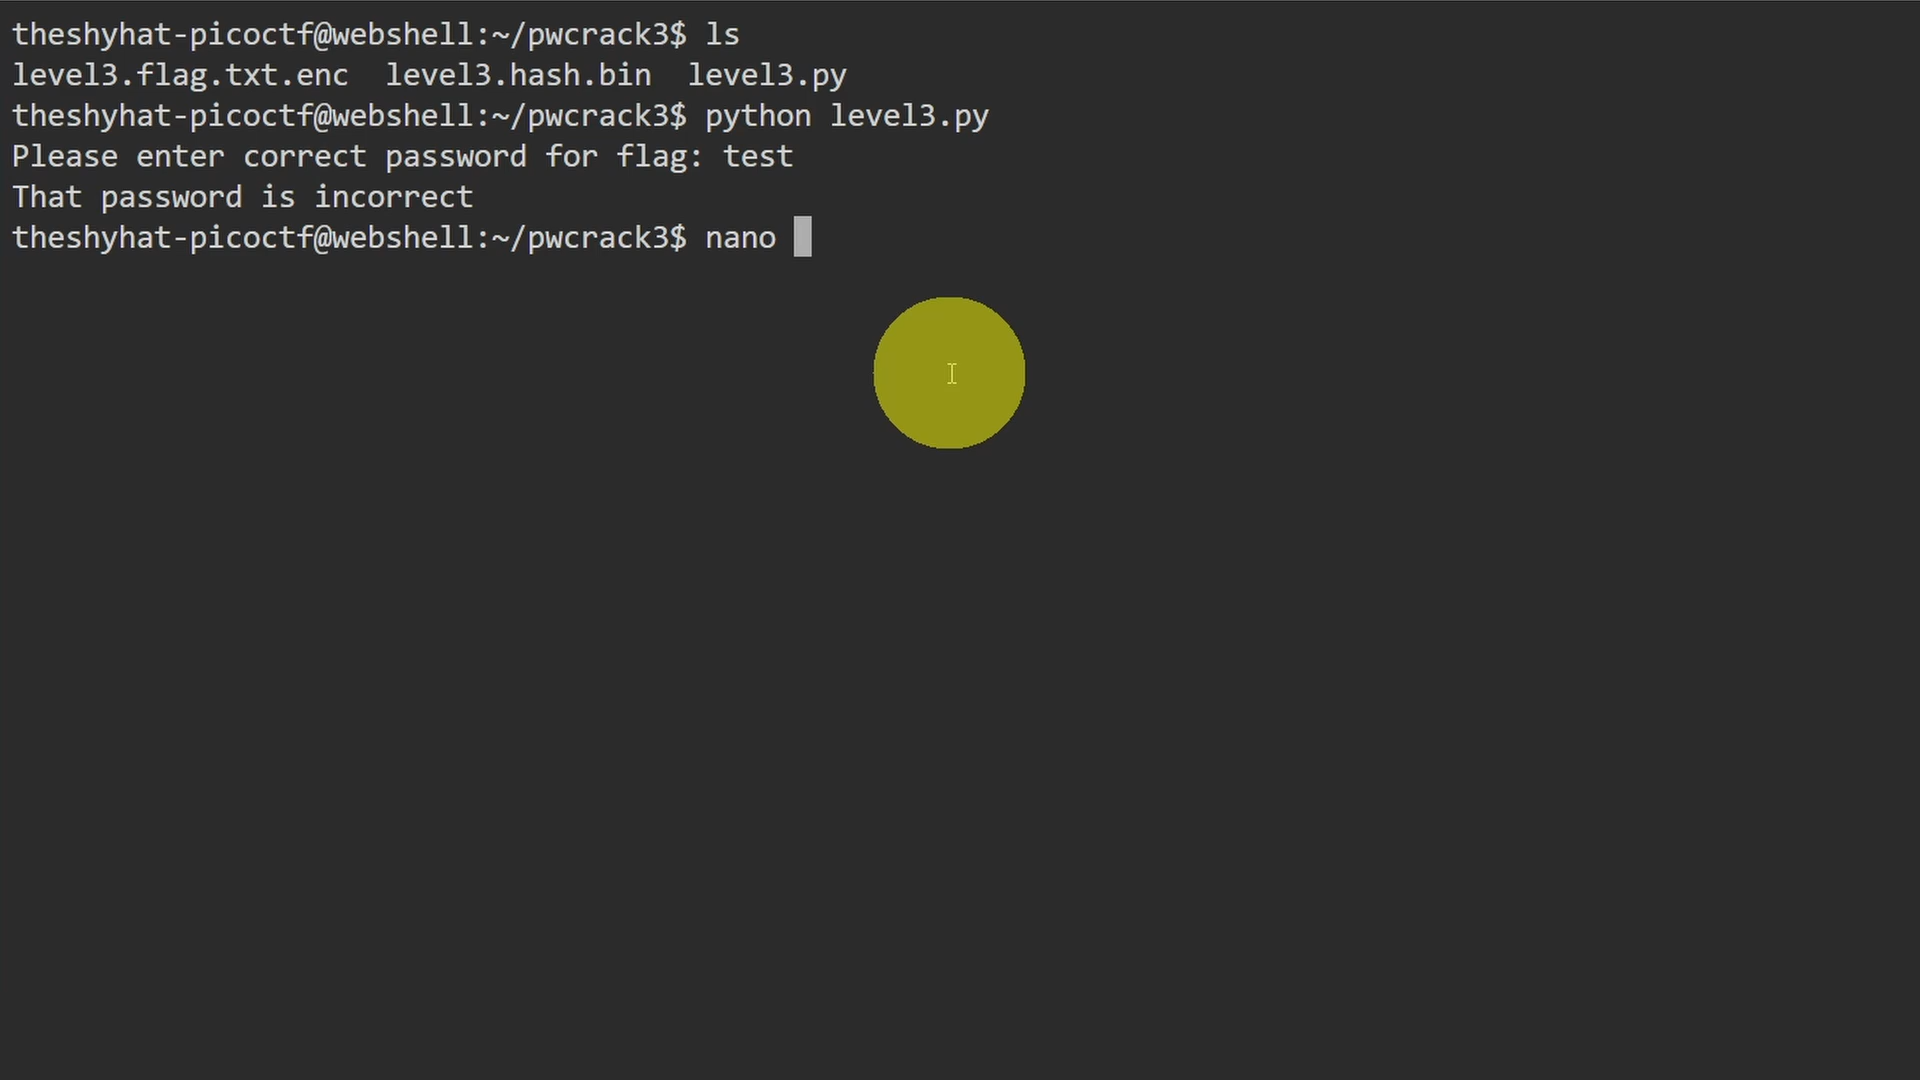 theshyhat-picoctf@webshell:~/pwcrack3$ ls
level3.flag.txt.enc  level3.hash.bin  level3.py
theshyhat-picoctf@webshell:~/pwcrack3$ python level3.py
Please enter correct password for flag: test
That password is incorrect
theshyhat-picoctf@webshell:~/pwcrack3$ nano